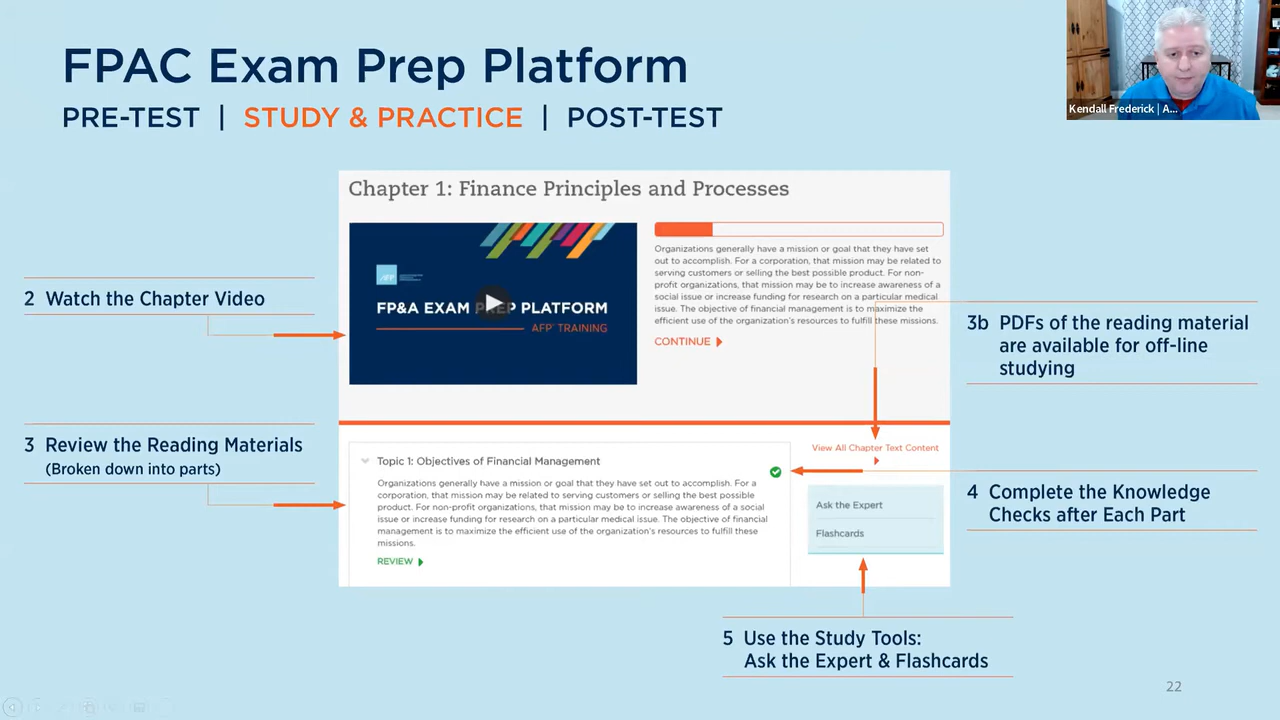 FPAC Exam Prep Platform
PRE-TEST | STUDY & PRACTICE | POST-TEST
Kendall Frederick | A...
Chapter 1: Finance Principles and Processes
2 Watch the Chapter Video
AFP
FP&A EXAM PREP PLATFORM
AFP® TRAINING
Organizations generally have a mission or goal that they have set
out to accomplish. For a corporation, that mission may be related to
serving customers or selling the best possible product. For non-
profit organizations, that mission may be to increase awareness of a
social issue or increase funding for research on a particular medical
issue. The objective of financial management is to maximize the
efficient use of the organization's resources to fulfill these missions.
CONTINUE
3b PDFs of the reading material
are available for off-line
studying
3 Review the Reading Materials
(Broken down into parts)
Topic 1: Objectives of Financial Management
Organizations generally have a mission or goal that they have set out to accomplish. For a
corporation, that mission may be related to serving customers or selling the best possible
product. For non-profit organizations, that mission may be to increase awareness of a social
issue or increase funding for research on a particular medical issue. The objective of financial
management is to maximize the efficient use of the organization's resources to fulfill these
missions.
REVIEW
View All Chapter Text Content
Ask the Expert
Flashcards
4 Complete the Knowledge
Checks after Each Part
5 Use the Study Tools:
Ask the Expert & Flashcards
22